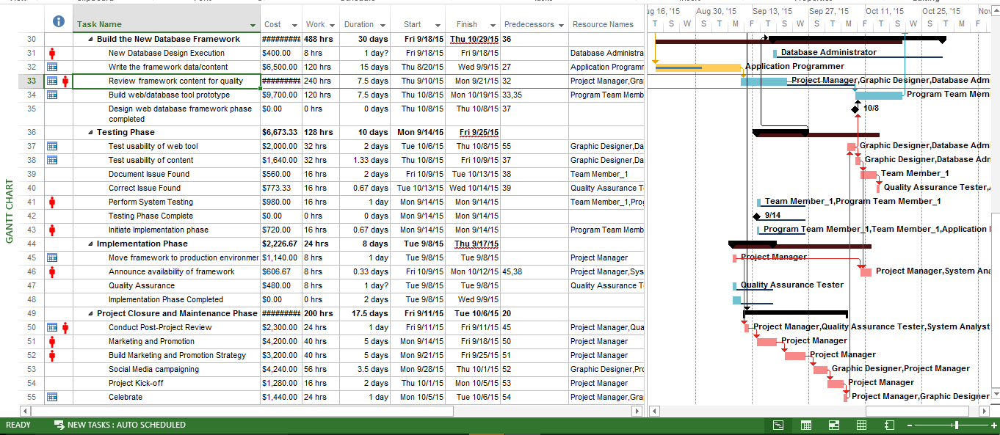 ug 16, '15 Aug 30, '15 Sep 13, '15 Sep 27, '15 Oct 11, '15 Oct 25, '15 Nov
Task Name Cost Work Duration Start Finish Predecessors Resource Names T S W S T M F T S W S T M F T S W S T M F
30 Build the New Database Framework ######### 488 hrs 30 days Fri 9/18/15 Thu 10/29/15 36
31 New Database Design Execution $400.00 8 hrs 1 day? Fri 9/18/15 Fri 9/18/15 Database Administra Database Administrator
32 Write the framework data/content $6,500.00 120 hrs 15 days Thu 8/20/15 Wed 9/9/15 27 Application Programm Application Programmer
33 Review framework content for quality ######### 240 hrs 7.5 days Thu 9/10/15 Mon 9/21/15 32 Project Manager,Gra Project Manager,Graphic Designer,Database Adm
34 Build web/database tool prototype $9,700.00 120 hrs 7.5 days Thu 10/8/15 Mon 10/19/15 33,35 Program Team Memb Program Team Mem
35 Design web database framework phase $0.00 0 hrs 0 days Thu 10/8/15 Thu 10/8/15 37 10/8
completed
36 Testing Phase $6,673.33 128 hrs 10 days Mon 9/14/15 Fri 9/25/15
37 Test usability of web tool $2,000.00 32 hrs 2 days Tue 10/6/15 Thu 10/8/15 55 Graphic Designer,Da Graphic Designer,Database Adm
38 Test usability of content $1,640.00 32 hrs 1.33 days Thu 10/8/15 Fri 10/9/15 37 Graphic Designer,Da Graphic Designer,Database Adm
39 Document Issue Found $560.00 16 hrs 2 days Fri 10/9/15 Tue 10/13/15 38 Team Member_1 Team Member_1
40 Correct Issue Found $773.33 16 hrs 0.67 days Tue 10/13/15 Wed 10/14/15 39 Quality Assurance T Quality Assurance Tester,
41 Perform System Testing $980.00 16 hrs 1 day Mon 9/14/15 Mon 9/14/15 Team Member_1,Prog Team Member_1,Program Team Member_1
42 Testing Phase Complete $0.00 0 hrs 0 days Mon 9/14/15 Mon 9/14/15 9/14
43 Initiate Implementation phase $720.00 16 hrs 0.67 days Mon 9/14/15 Mon 9/14/15 Program Team Memb Program Team Member_1,Team Member_1,Application
44 Implementation Phase $2,226.67 24 hrs 8 days Tue 9/8/15 Thu 9/17/15
45 Move framework to production environmer $1,140.00 8 hrs 1 day Tue 9/8/15 Tue 9/8/15 Project Manager Project Manager
46 Announce availability of framework $606.67 8 hrs 0.33 days Fri 10/9/15 Mon 10/12/15 45,38 Project Manager,Sys Project Manager,System Ana
47 Quality Assurance $480.00 8 hrs 1 day? Tue 9/8/15 Tue 9/8/15 Quality Assurance T Quality Assurance Tester
48 Implementation Phase Completed $0.00 0 hrs 2 days Tue 9/8/15 Wed 9/9/15
49 Project Closure and Maintenance Phase ######### 200 hrs 17.5 days Fri 9/11/15 Tue 10/6/15 20
50 Conduct Post-Project Review $2,300.00 24 hrs 1 day Fri 9/11/15 Fri 9/11/15 45 Project Manager,Qua Project Manager,Quality Assurance Tester,System Analyst
51 Marketing and Promotion $4,200.00 40 hrs 5 days Mon 9/14/15 Fri 9/18/15 50 Project Manager Project Manager
52 Build Marketing and Promotion Strategy $3,200.00 40 hrs 5 days Mon 9/21/15 Fri 9/25/15 51 Project Manager Project Manager
53 Social Media campaigning $4,240.00 56 hrs 3.5 days Mon 9/28/15 Thu 10/1/15 52 Graphic Designer,Pro Graphic Designer,Project Manager
54 Project Kick-off $1,280.00 16 hrs 2 days Thu 10/1/15 Mon 10/5/15 53 Project Manager Project Manager
55 Celebrate $1,440.00 24 hrs 1 day Mon 10/5/15 Tue 10/6/15 54 Project Manager,Gra Project Manager,Graphic Designer
GANTT CHART
READY NEW TASKS : AUTO SCHEDULED